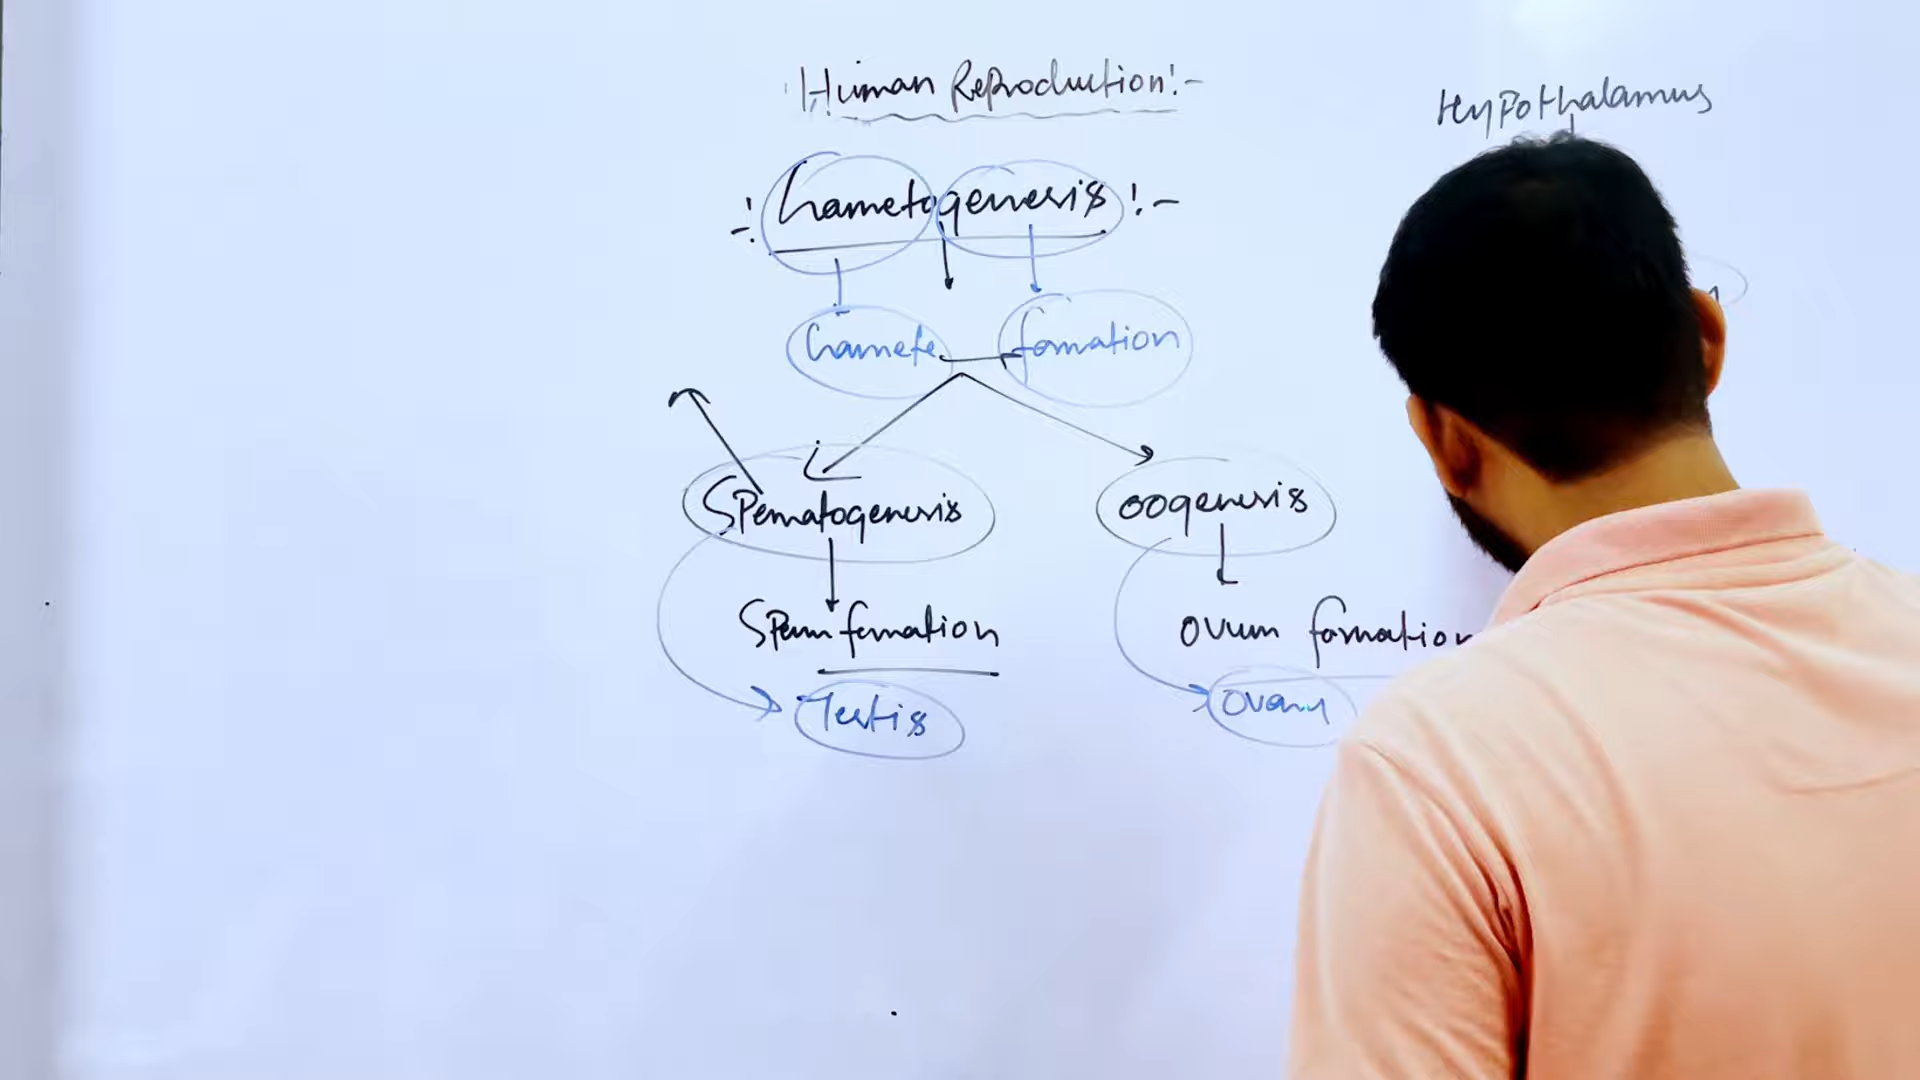 Human Reproduction:-
Hypothalamus
:Gametogenesis:-
Gamete formation
Spermatogenesis oogenesis
Sperm formation ovum formation
Testis ovary